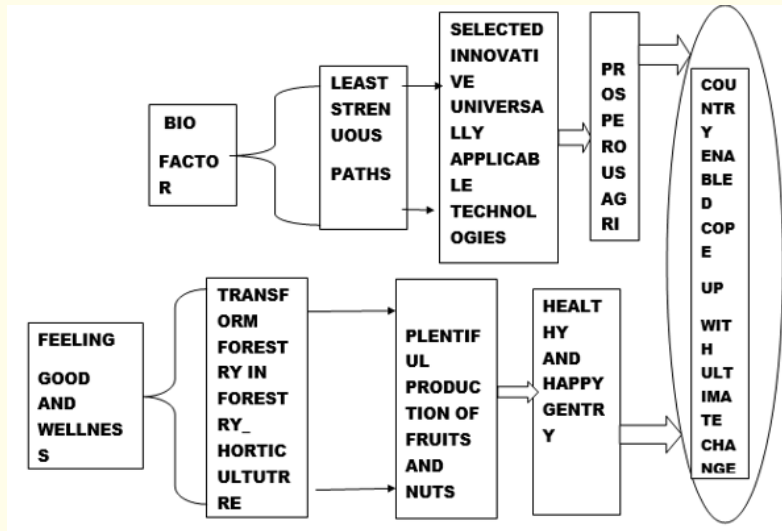 BIO
FACTO
R
LEAST
STREN
UOUS
PATHS
SELECTED
INNOVATI
VE
UNIVERSA
LLY
APPLICAB
LE
TECHNOL
OGIES
PR
OS
PE
RO
US
AG
RI
COU
NTR
Y
ENA
BLE
D
COP
E
UP
WIT
H
ULT
IMA
TE
CHA
NGE
FEELING
GOOD
AND
WELLNES
S
TRANSF
ORM
FOREST
RY IN
FOREST
RY_
HORTIC
ULTUTR
RE
PLENTIF
UL
PRODUC
TION OF
FRUITS
AND
NUTS
HEALT
HY
AND
HAPPY
GENTR
Y